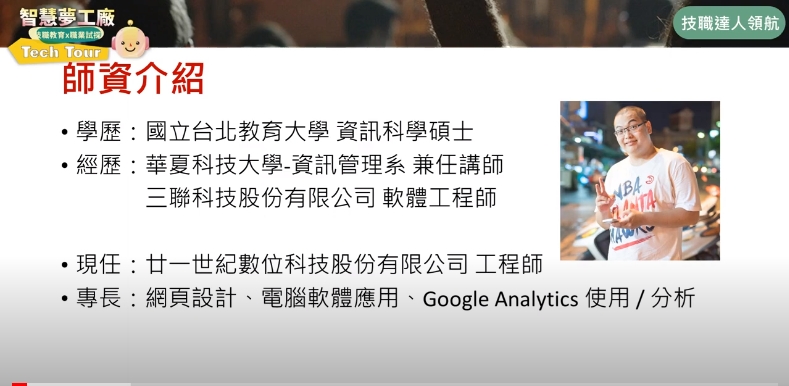 智慧夢工廠
技職教育x職業試探
Tech Tour
技職達人領航
師資介紹
• 學歷：國立台北教育大學 資訊科學碩士
• 經歷：華夏科技大學-資訊管理系 兼任講師
三聯科技股份有限公司 軟體工程師
• 現任：廿一世紀數位科技股份有限公司 工程師
• 專長：網頁設計、電腦軟體應用、Google Analytics 使用 / 分析
NBA
ATLANTA
HAWKS